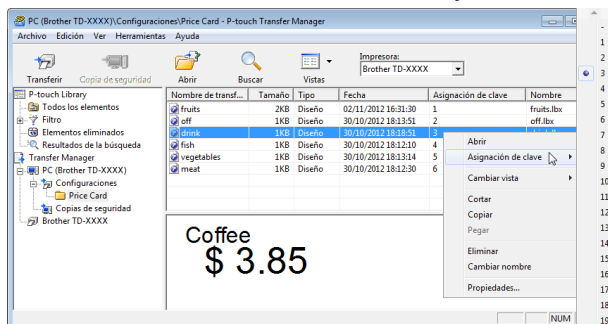 PC (Brother TD-XXXX)\Configuraciones\Price Card - P-touch Transfer Manager
Archivo Edición Ver Herramientas Ayuda
Transferir Copia de seguridad Abrir Buscar Vistas
Impresora:
Brother TD-XXXX
P-touch Library
Todos los elementos
Filtro
Elementos eliminados
Resultados de la búsqueda
Transfer Manager
PC (Brother TD-XXXX)
Configuraciones
Price Card
Copias de seguridad
Brother TD-XXXX
Nombre de transf... Tamaño Tipo Fecha Asignación de clave Nombre
fruits 2KB Diseño 02/11/2012 16:31:30 1 fruits.lbx
off 1KB Diseño 30/10/2012 18:13:51 2 off.lbx
drink 1KB Diseño 30/10/2012 18:18:51 3
fish 1KB Diseño 30/10/2012 18:12:10 4
vegetables 1KB Diseño 30/10/2012 18:13:14 5
meat 1KB Diseño 30/10/2012 18:12:30 6
Coffee
$ 3.85
Abrir
Asignación de clave
Cambiar vista
Cortar
Copiar
Pegar
Eliminar
Cambiar nombre
Propiedades...
NUM
-
1
2
3
4
5
6
7
8
9
10
11
12
13
14
15
16
17
18
19